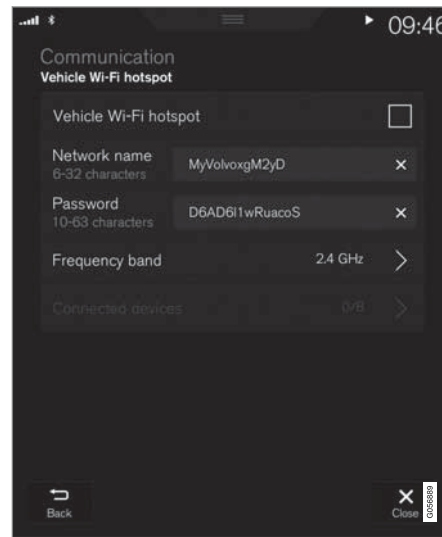 09:46
Communication
Vehicle Wi-Fi hotspot
Vehicle Wi-Fi hotspot
Network name
6-32 characters
MyVolvoxgM2yD
Password
10-63 characters
D6AD6l1wRuacoS
Frequency band
2.4 GHz
Connected devices
0/8
Back
Close
G056889